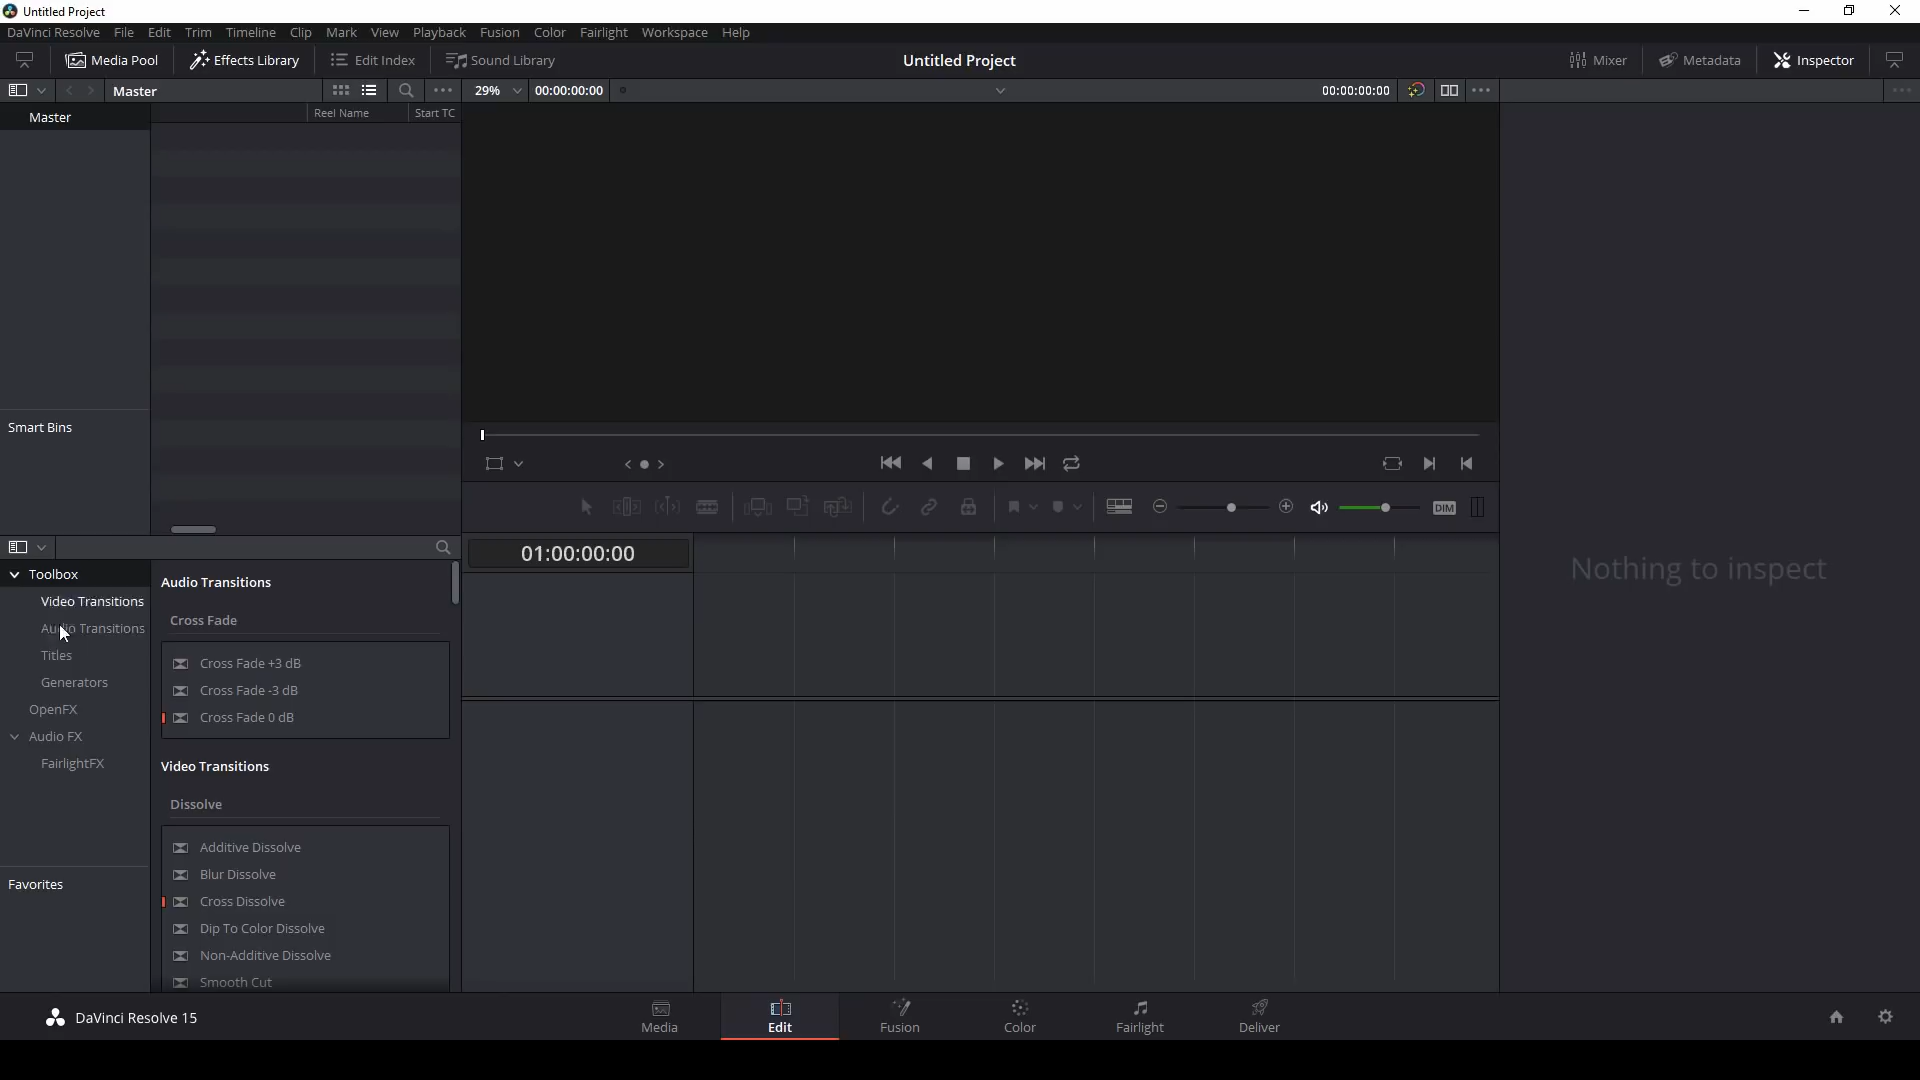 Untitled Project
DaVinci Resolve File Edit Trim Timeline Clip Mark View Playback Fusion Color Fairlight Workspace Help
Media Pool Effects Library Edit Index Sound Library Untitled Project Mixer Metadata Inspector
Master 29% 00:00:00:00 00:00:00:00
Master Reel Name Start TC
Smart Bins
DIM
01:00:00:00
Nothing to inspect
Toolbox
Video Transitions
Audio Transitions
Titles
Generators
OpenFX
Audio FX
FairlightFX
Favorites
Audio Transitions
Cross Fade
Cross Fade +3 dB
Cross Fade -3 dB
Cross Fade 0 dB
Video Transitions
Dissolve
Additive Dissolve
Blur Dissolve
Cross Dissolve
Dip To Color Dissolve
Non-Additive Dissolve
Smooth Cut
DaVinci Resolve 15 Media Edit Fusion Color Fairlight Deliver